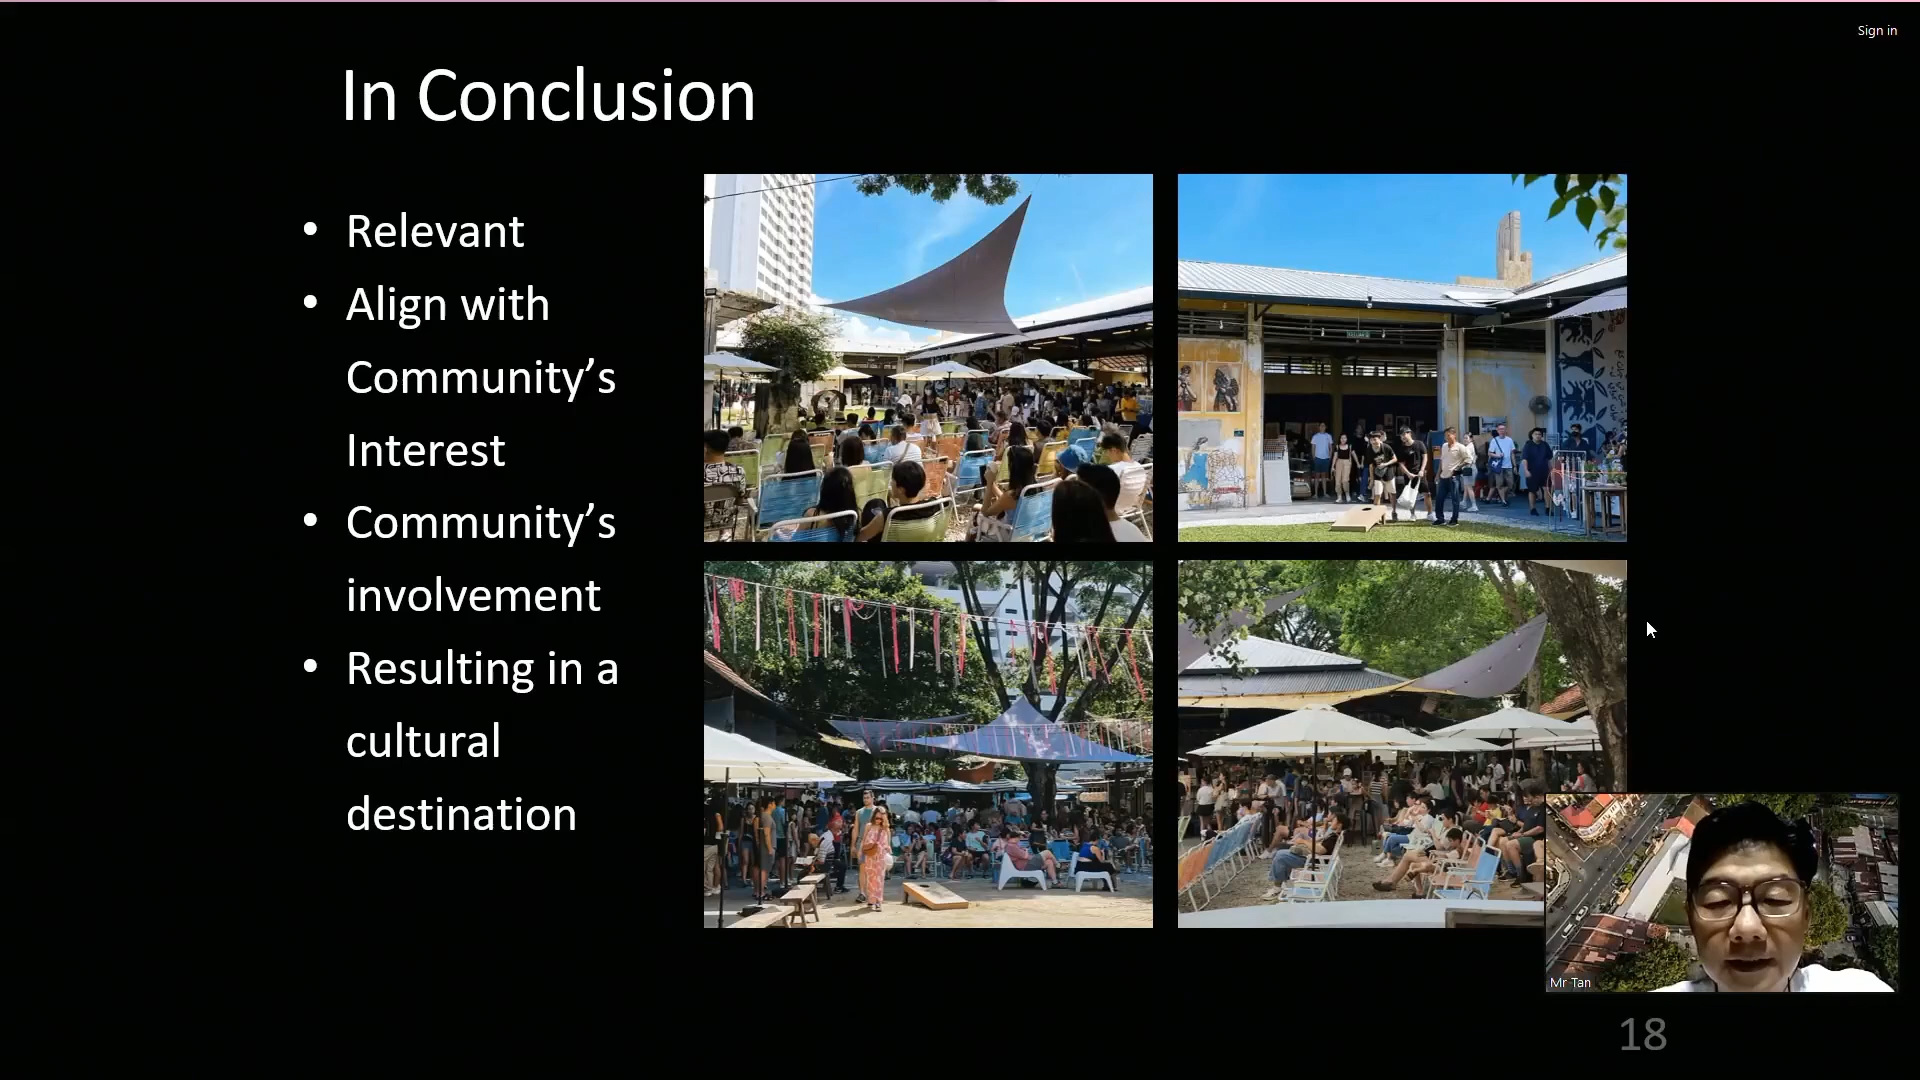 Sign in
In Conclusion
• Relevant
• Align with
Community’s
Interest
• Community’s
involvement
• Resulting in a
cultural
destination
Mr Tan
18